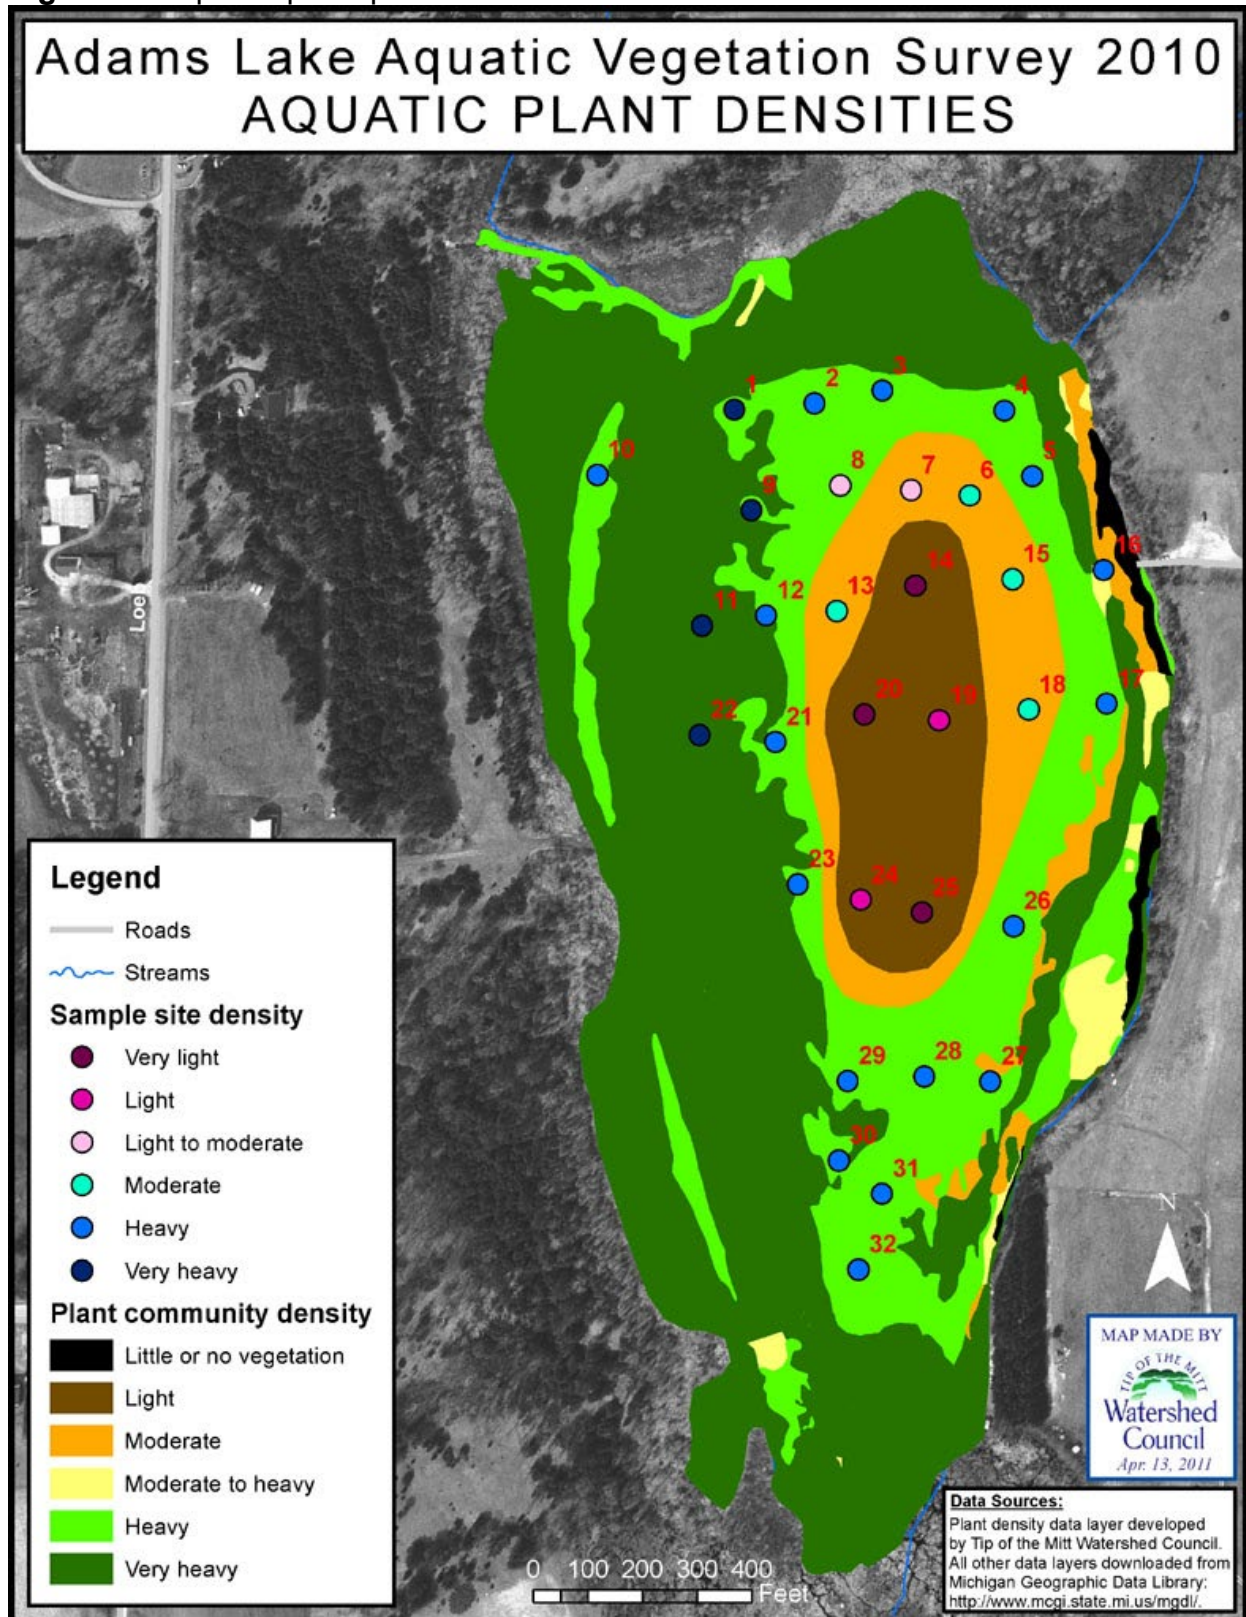 Adams Lake Aquatic Vegetation Survey 2010
AQUATIC PLANT DENSITIES
1
2
3
4
5
6
7
8
9
10
11
12
13
14
15
16
17
18
19
20
21
22
23
24
25
26
27
28
29
30
31
32
Loeb
Legend
Roads
Streams
Sample site density
Very light
Light
Light to moderate
Moderate
Heavy
Very heavy
Plant community density
Little or no vegetation
Light
Moderate
Moderate to heavy
Heavy
Very heavy
0 100 200 300 400
Feet
N
MAP MADE BY
TIP OF THE MITT
Watershed
Council
Apr. 13, 2011
Data Sources:
Plant density data layer developed
by Tip of the Mitt Watershed Council.
All other data layers downloaded from
Michigan Geographic Data Library:
http://www.mcgi.state.mi.us/mgdl/.